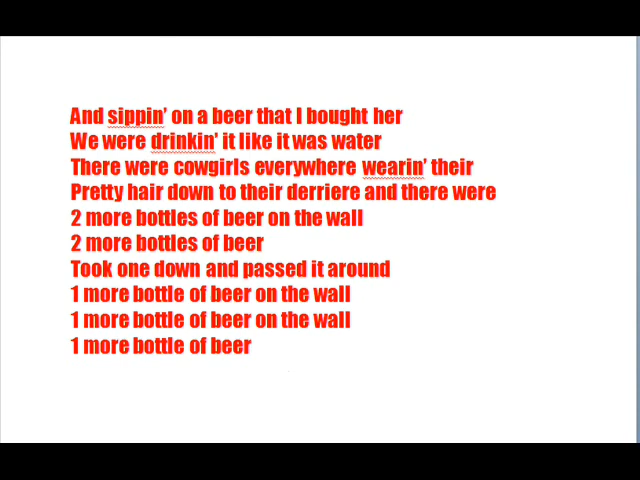 And sippin' on a beer that I bought her
We were drinkin' it like it was water
There were cowgirls everywhere wearin' their
Pretty hair down to their derriere and there were
2 more bottles of beer on the wall
2 more bottles of beer
Took one down and passed it around
1 more bottle of beer on the wall
1 more bottle of beer on the wall
1 more bottle of beer